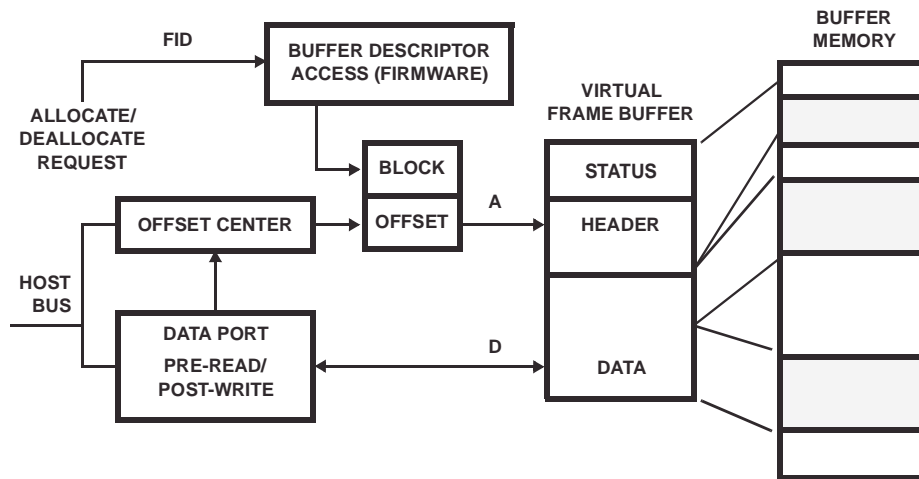 BUFFER
MEMORY
FID
BUFFER DESCRIPTOR
ACCESS (FIRMWARE)
VIRTUAL
FRAME BUFFER
ALLOCATE/
DEALLOCATE
REQUEST
BLOCK
STATUS
OFFSET CENTER
OFFSET
A
HEADER
HOST
BUS
DATA PORT
PRE-READ/
POST-WRITE
D
DATA